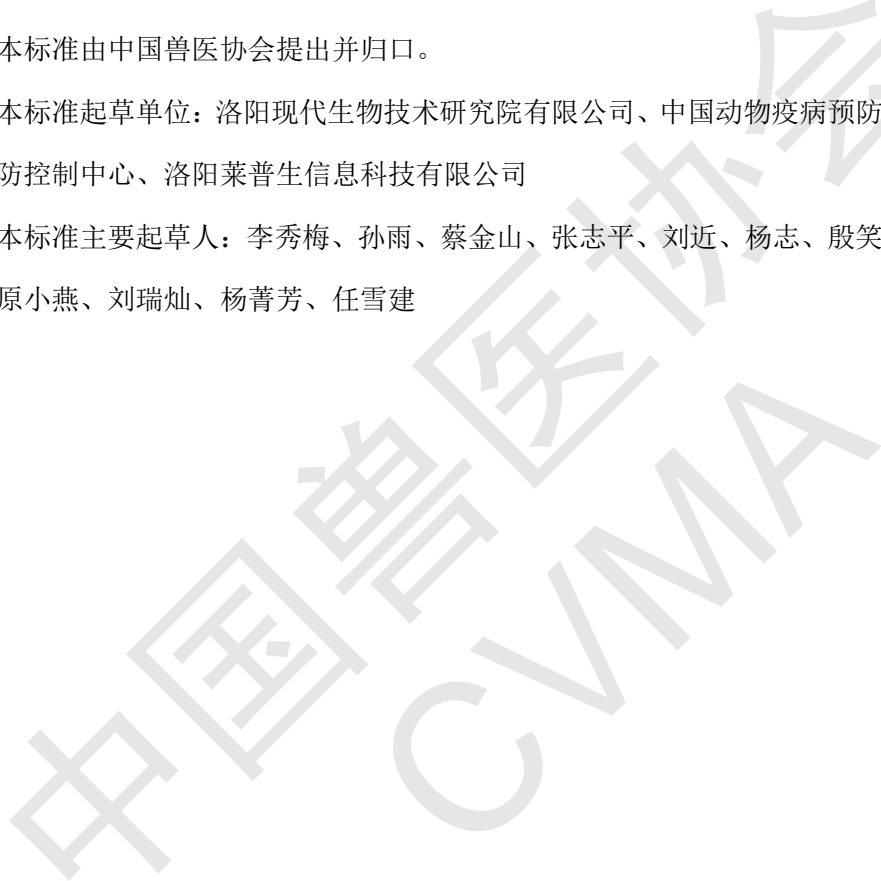 本标准由中国兽医协会提出并归口。
本标准起草单位：洛阳现代生物技术研究院有限公司、中国动物疫病预防
防控制中心、洛阳莱普生信息科技有限公司
本标准主要起草人：李秀梅、孙雨、蔡金山、张志平、刘近、杨志、殷笑
原小燕、刘瑞灿、杨菁芳、任雪建
中国兽医协会
CVMA